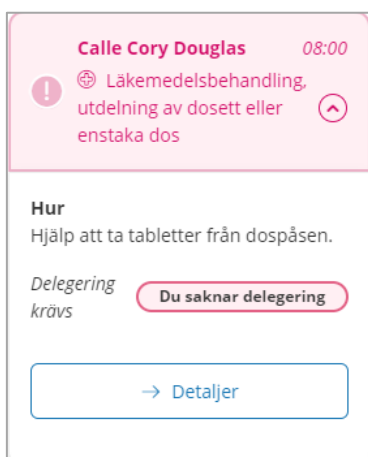 Calle Cory Douglas 08:00
Läkemedelsbehandling,
utdelning av dosett eller
enstaka dos
Hur
Hjälp att ta tabletter från dospåsen.
Delegering
krävs
Du saknar delegering
→ Detaljer